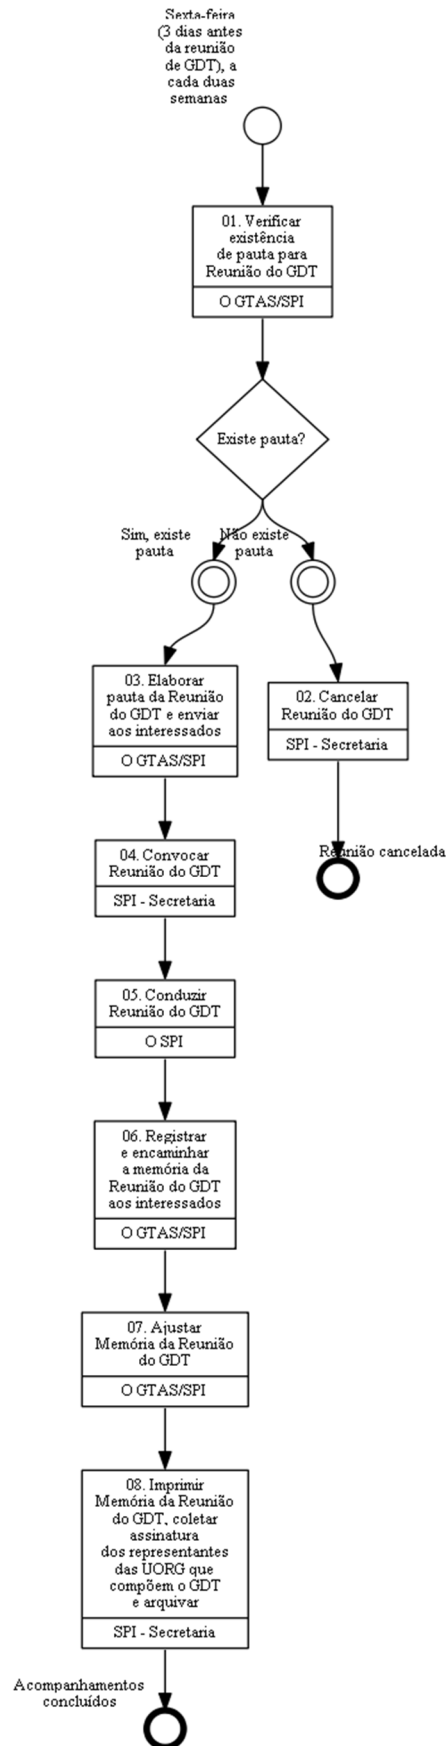 Sexta-feira
(3 dias antes
da reunião
de GDT), a
cada duas
semanas
01. Verificar
existência
de pauta para
Reunião do GDT
O GTAS/SPI
Existe pauta?
Sim, existe
pauta
Não existe
pauta
03. Elaborar
pauta da Reunião
do GDT e enviar
aos interessados
O GTAS/SPI
02. Cancelar
Reunião do GDT
SPI - Secretaria
Reunião cancelada
04. Convocar
Reunião do GDT
SPI - Secretaria
05. Conduzir
Reunião do GDT
O SPI
06. Registrar
e encaminhar
a memória da
Reunião do GDT
aos interessados
O GTAS/SPI
07. Ajustar
Memória da Reunião
do GDT
O GTAS/SPI
08. Imprimir
Memória da Reunião
do GDT, coletar
assinatura
dos representantes
das UORG que
compõem o GDT
e arquivar
SPI - Secretaria
Acompanhamentos
concluídos